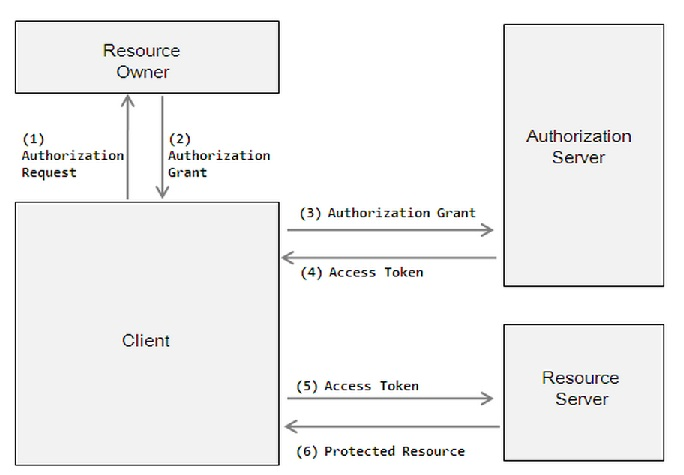 Resource
Owner
(1)
Authorization
Request
(2)
Authorization
Grant
Authorization
Server
(3) Authorization Grant
(4) Access Token
Client
(5) Access Token
Resource
Server
(6) Protected Resource